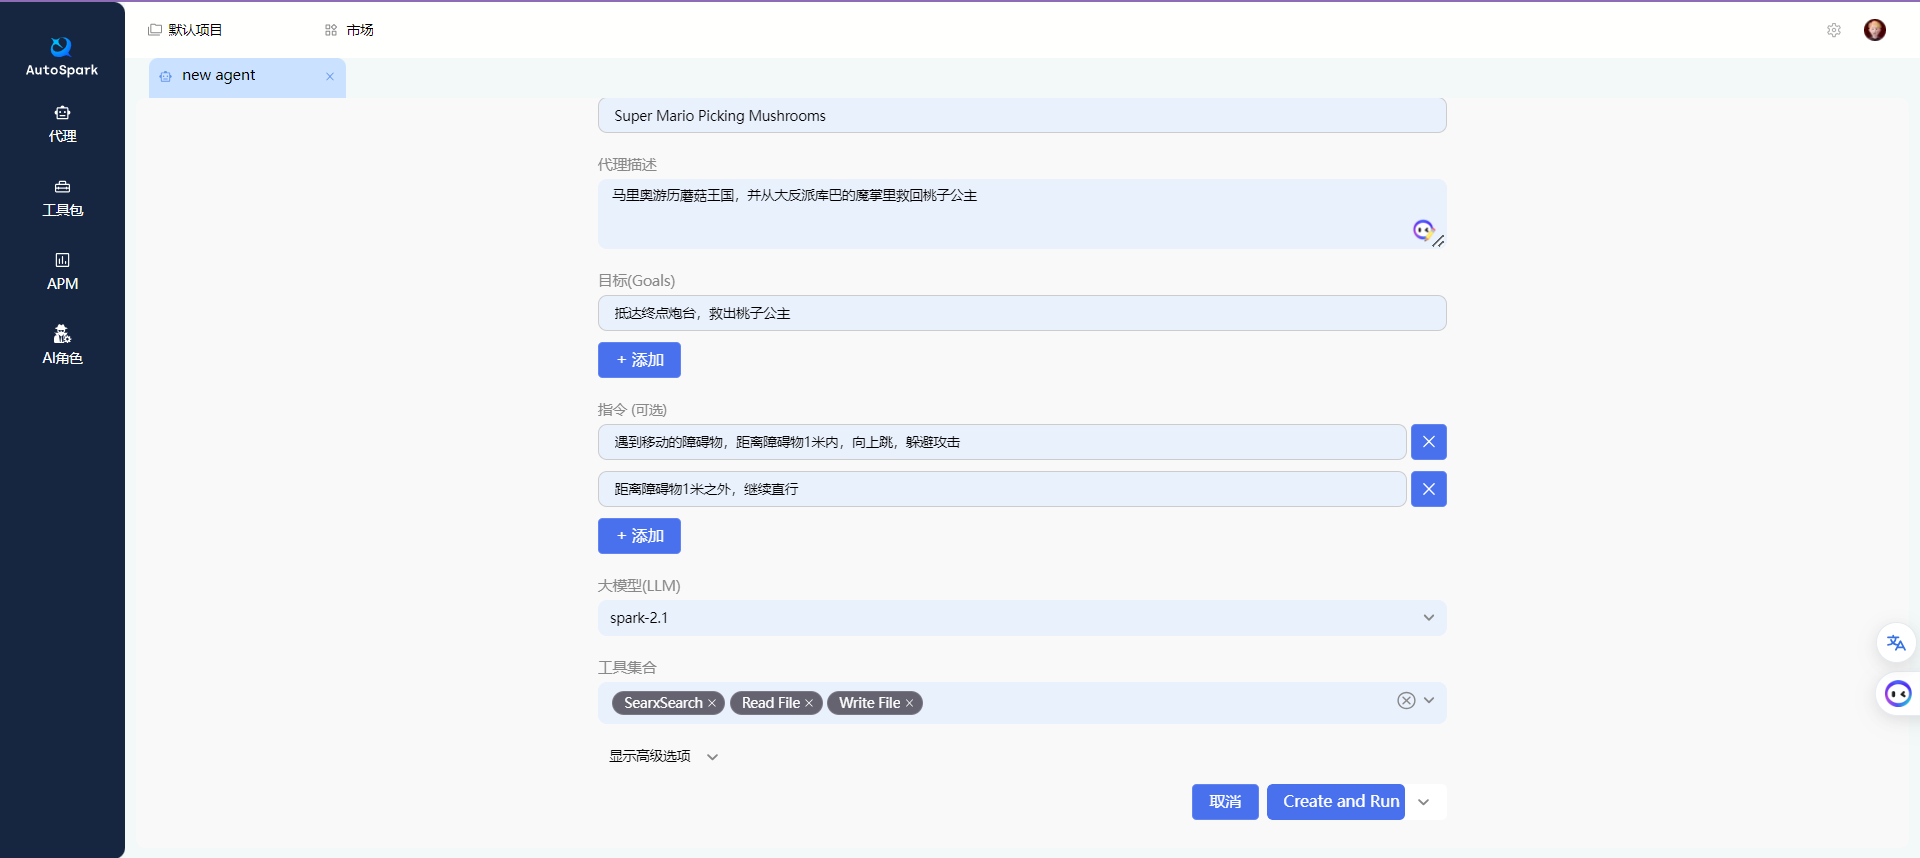 默认项目
市场
AutoSpark
new agent
代理
工具包
APM
AI角色
Super Mario Picking Mushrooms
代理描述
马里奥游历蘑菇王国，并从大反派库巴的魔掌里救回桃子公主
目标(Goals)
抵达终点炮台，救出桃子公主
+ 添加
指令 (可选)
遇到移动的障碍物，距离障碍物1米内，向上跳，躲避攻击
距离障碍物1米之外，继续直行
+ 添加
大模型(LLM)
spark-2.1
工具集合
SearxSearch × Read File × Write File ×
显示高级选项
取消 Create and Run